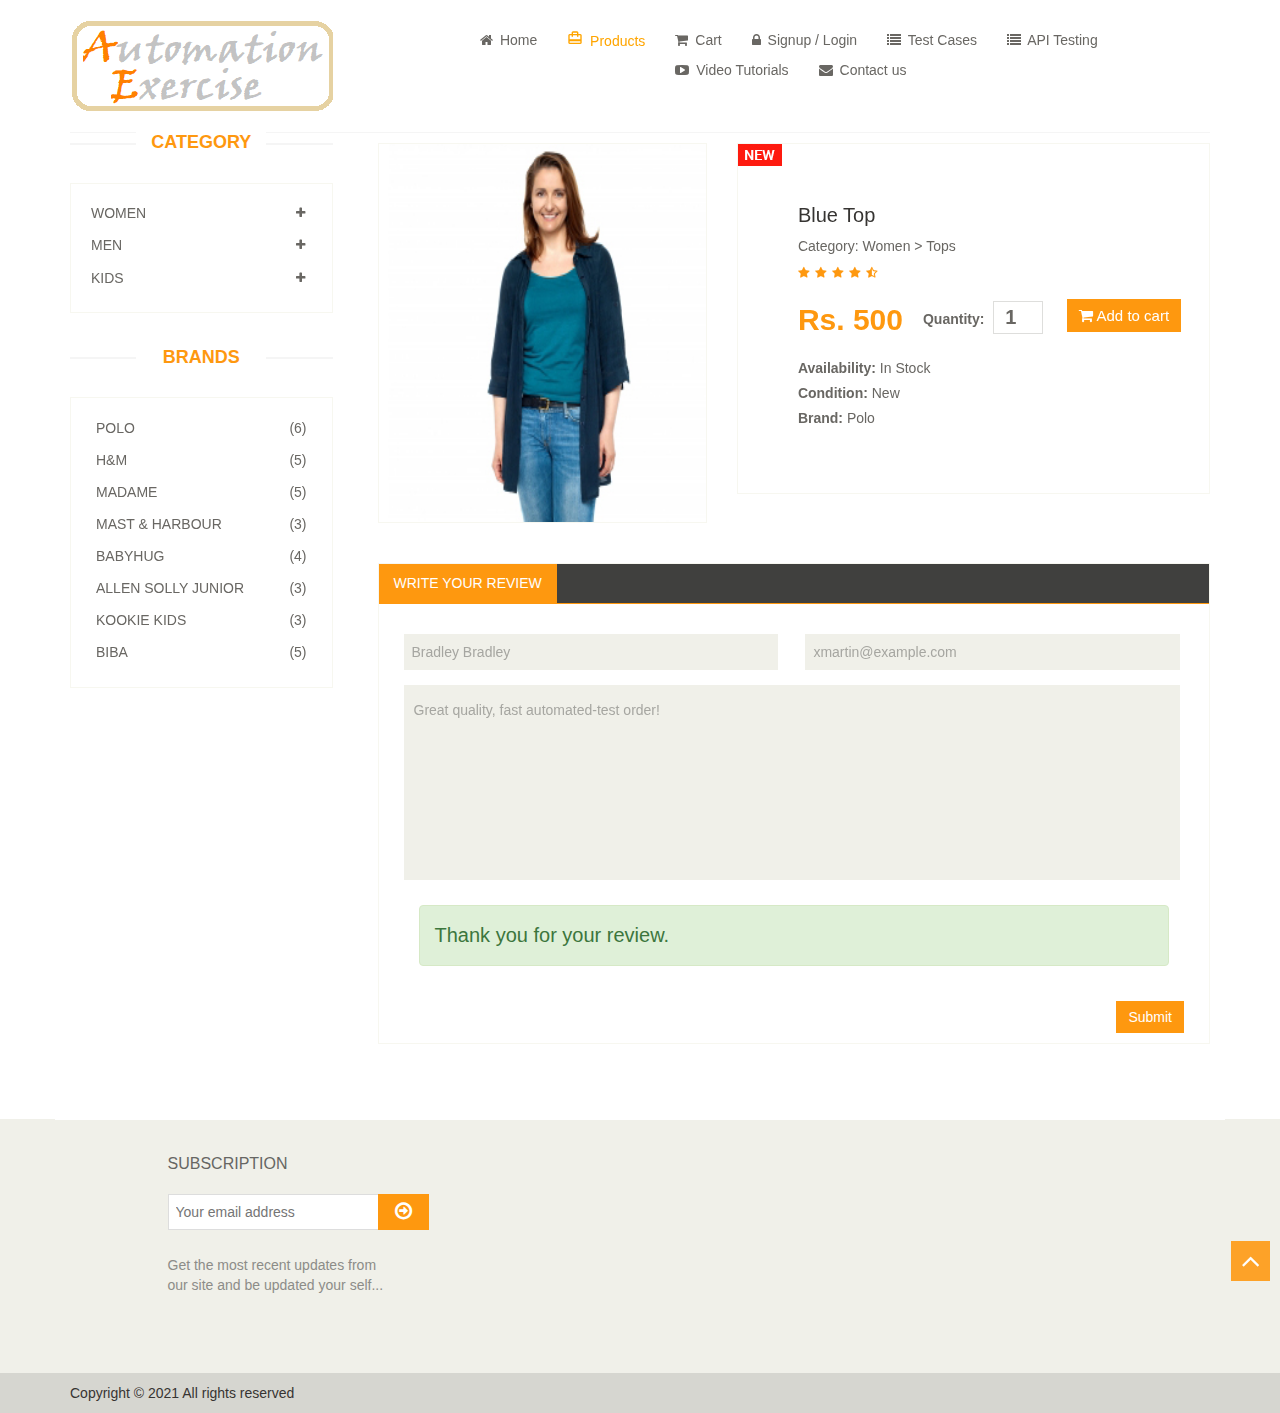 Automation
Exercise
Home
Products
Cart
Signup / Login
Test Cases
API Testing
Video Tutorials
Contact us
CATEGORY
WOMEN
MEN
KIDS
BRANDS
POLO (6)
H&M (5)
MADAME (5)
MAST & HARBOUR (3)
BABYHUG (4)
ALLEN SOLLY JUNIOR (3)
KOOKIE KIDS (3)
BIBA (5)
NEW
Blue Top
Category: Women > Tops
Rs. 500 Quantity: 1 Add to cart
Availability: In Stock
Condition: New
Brand: Polo
WRITE YOUR REVIEW
Bradley Bradley
xmartin@example.com
Great quality, fast automated-test order!
Thank you for your review.
Submit
SUBSCRIPTION
Your email address
Get the most recent updates from
our site and be updated your self...
Copyright © 2021 All rights reserved